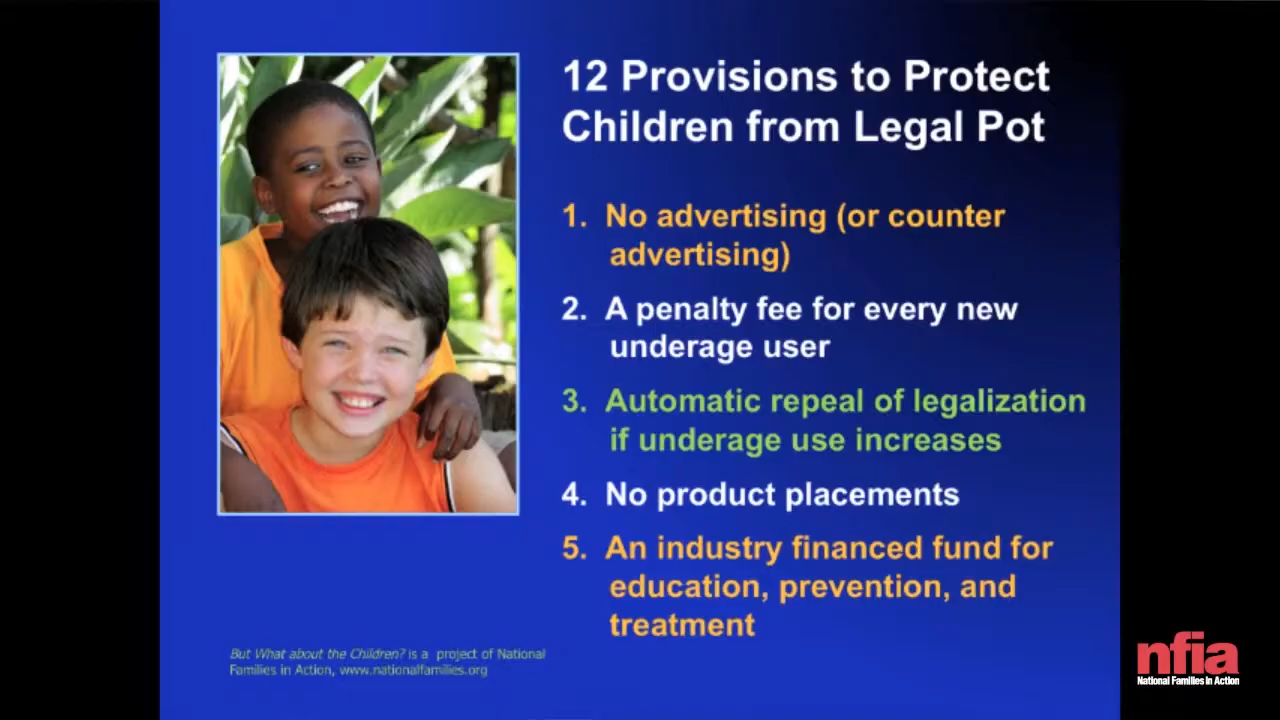 12 Provisions to Protect
Children from Legal Pot
1. No advertising (or counter
advertising)
2. A penalty fee for every new
underage user
3. Automatic repeal of legalization
if underage use increases
4. No product placements
5. An industry financed fund for
education, prevention, and
treatment
But What about the Children? is a project of National
Families in Action, www.nationalfamilies.org
nfia
National Families in Action